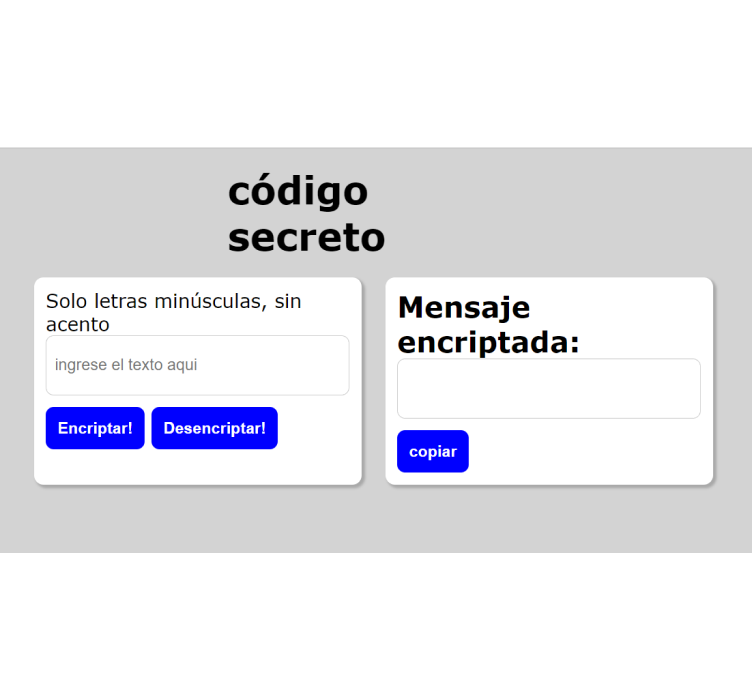 código
secreto
Solo letras minúsculas, sin
acento
ingrese el texto aqui
Encriptar! Desencriptar!
Mensaje
encriptada:
copiar